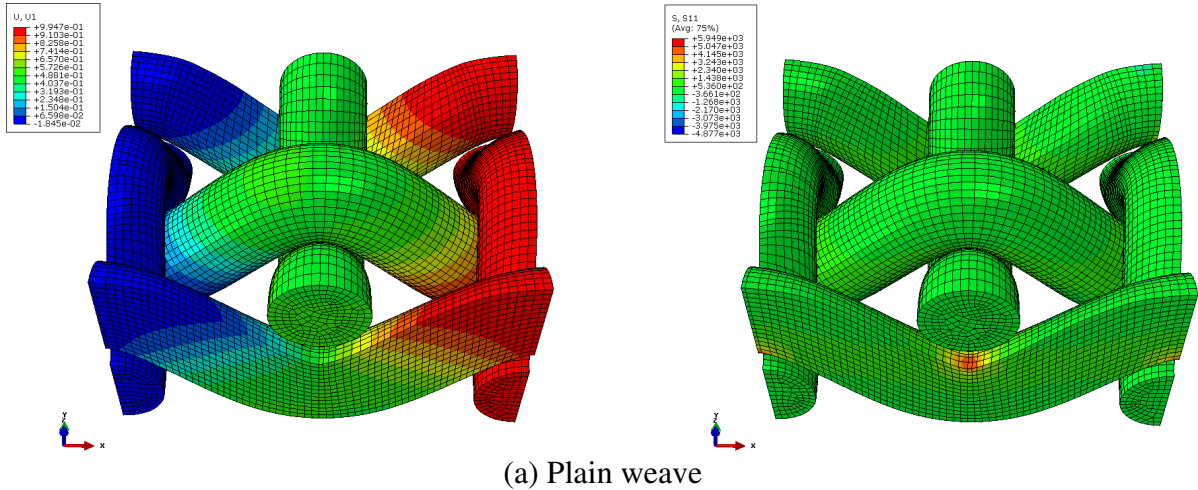 U, U1
+9.947e-01
+9.103e-01
+8.258e-01
+7.414e-01
+6.570e-01
+5.726e-01
+4.881e-01
+4.037e-01
+3.193e-01
+2.348e-01
+1.504e-01
+6.598e-02
-1.845e-02
S, S11
(Avg: 75%)
+5.949e+03
+5.047e+03
+4.145e+03
+3.243e+03
+2.340e+03
+1.438e+03
+5.360e+02
-3.661e+02
-1.268e+03
-2.170e+03
-3.073e+03
-3.975e+03
-4.877e+03
Y
Z
X
Y
Z
X
(a) Plain weave